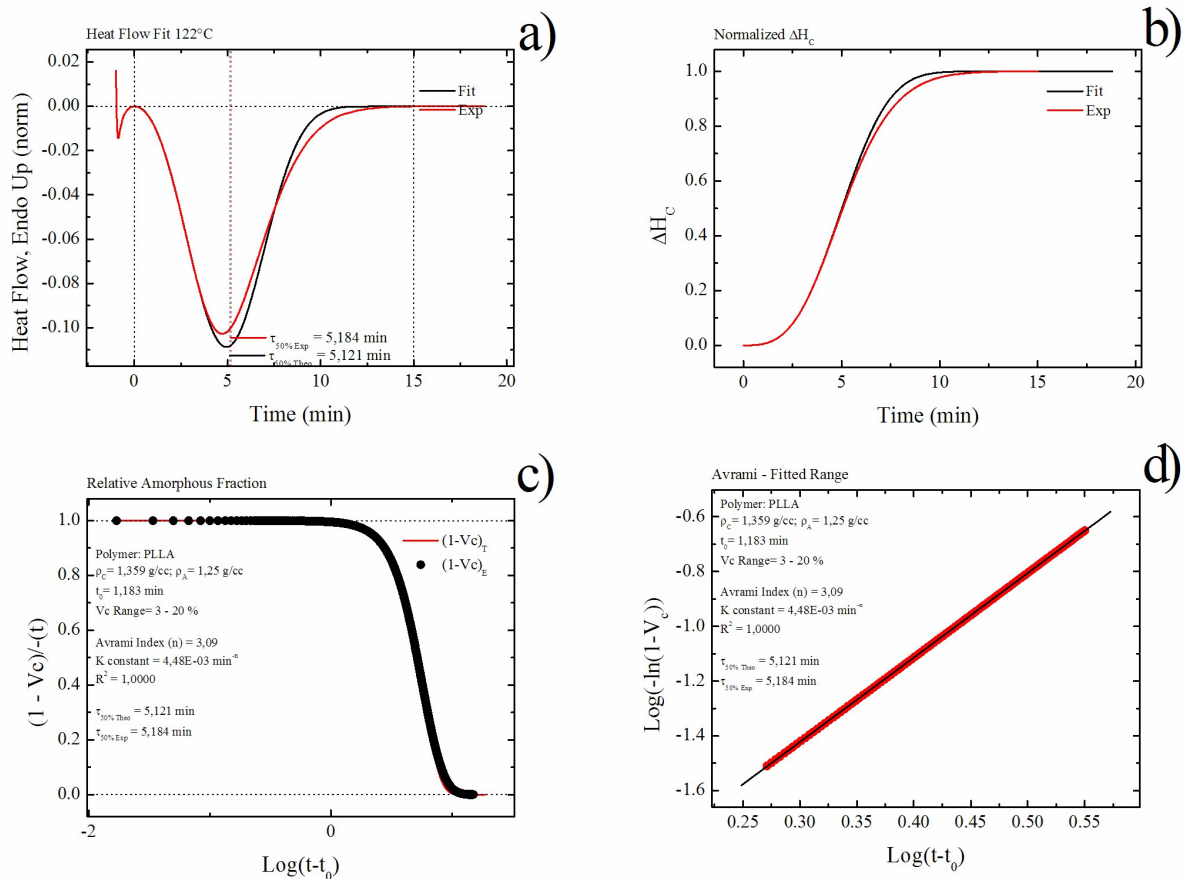 Heat Flow Fit 122°C
a)
0.02
0.00
-0.02
-0.04
-0.06
-0.08
-0.10
Heat Flow, Endo Up (norm)
Fit
Exp
τ50% Exp = 5,184 min
τ50% Theo = 5,121 min
0 5 10 15 20
Time (min)
Normalized ΔHC
b)
1.0
0.8
0.6
0.4
0.2
0.0
ΔHC
Fit
Exp
0 5 10 15 20
Time (min)
Relative Amorphous Fraction
c)
1.0
0.8
0.6
0.4
0.2
0.0
(1 - Vc)/-(t)
(1-Vc)T
(1-Vc)E
Polymer: PLLA
ρC= 1,359 g/cc; ρA= 1,25 g/cc
t0= 1,183 min
Vc Range= 3 - 20 %
Avrami Index (n) = 3,09
K constant = 4,48E-03 min-n
R2 = 1,0000
τ50% Theo = 5,121 min
τ50% Exp = 5,184 min
-2 0
Log(t-t0)
Avrami - Fitted Range
d)
-0.6
-0.8
-1.0
-1.2
-1.4
-1.6
Log(-ln(1-Vc))
Polymer: PLLA
ρC= 1,359 g/cc; ρA= 1,25 g/cc
t0= 1,183 min
Vc Range= 3 - 20 %
Avrami Index (n) = 3,09
K constant = 4,48E-03 min-n
R2 = 1,0000
τ50% Theo = 5,121 min
τ50% Exp = 5,184 min
0.25 0.30 0.35 0.40 0.45 0.50 0.55
Log(t-t0)